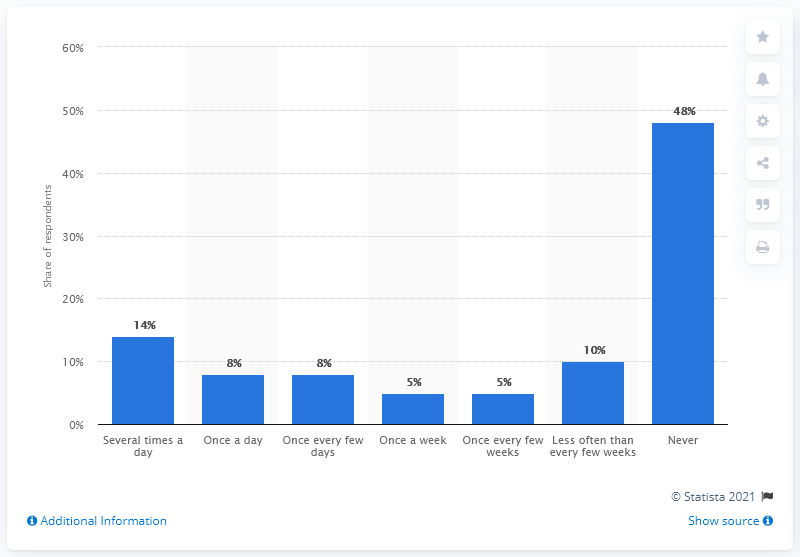 60%
50%
40%
30%
20%
10%
0%
Share of respondents
14%
8%
8%
5%
5%
10%
48%
Several times a
day
Once a day
Once every few
days
Once a week
Once every few
weeks
Less often than
every few weeks
Never
© Statista 2021
Additional Information
Show source